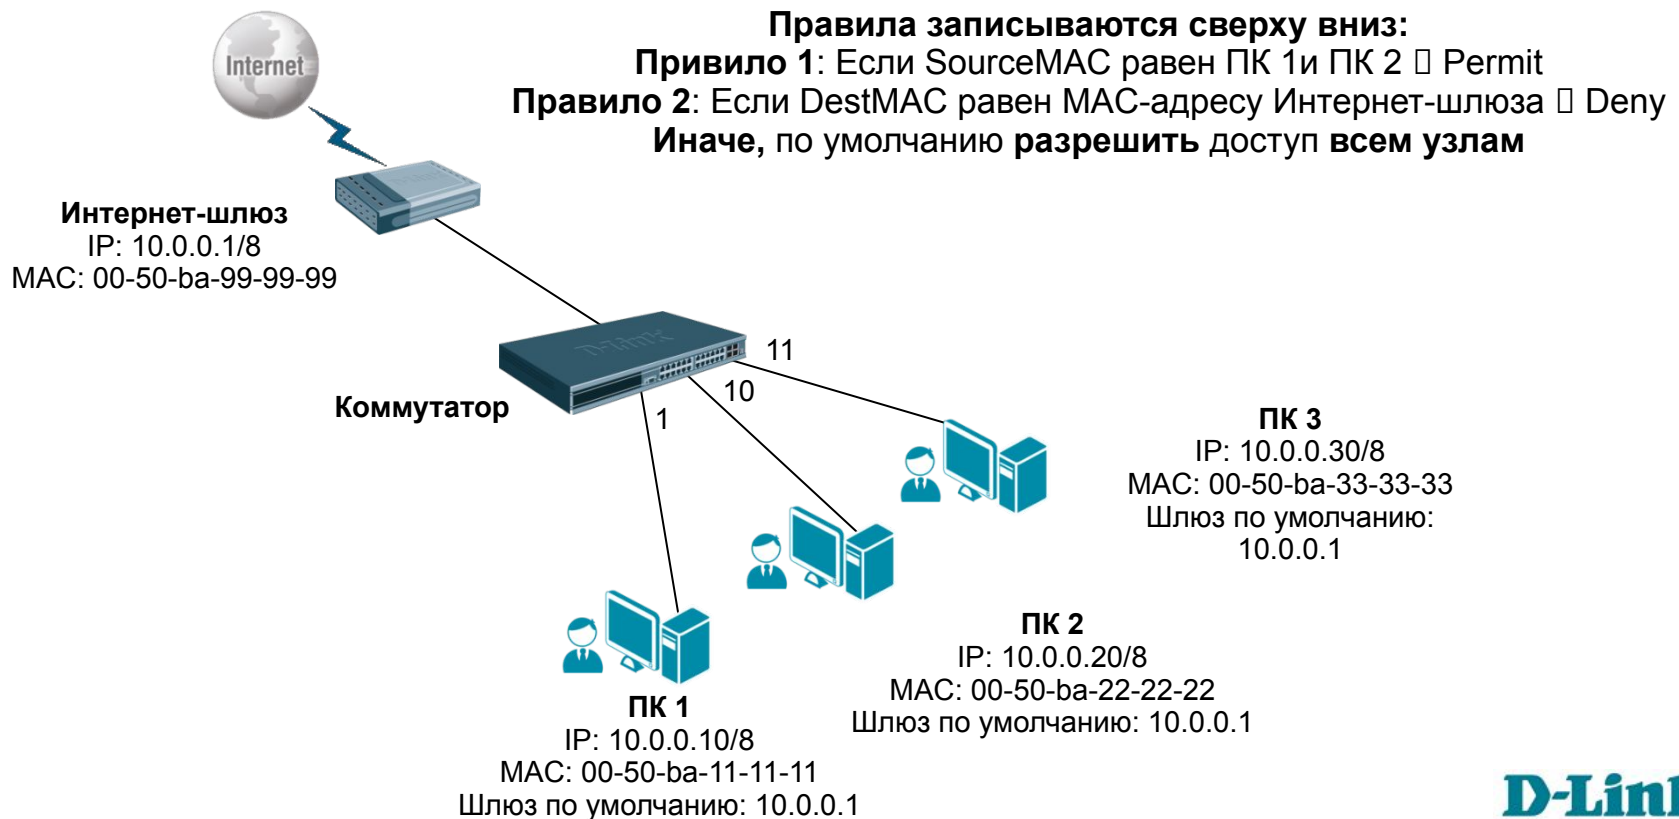 Правила записываются сверху вниз:
Привило 1: Если SourceMAC равен ПК 1и ПК 2 ▯ Permit
Правило 2: Если DestMAC равен MAC-адресу Интернет-шлюза ▯ Deny
Иначе, по умолчанию разрешить доступ всем узлам
Internet
Интернет-шлюз
IP: 10.0.0.1/8
MAC: 00-50-ba-99-99-99
D-Link
Коммутатор
11
10
1
ПК 3
IP: 10.0.0.30/8
MAC: 00-50-ba-33-33-33
Шлюз по умолчанию:
10.0.0.1
ПК 2
IP: 10.0.0.20/8
MAC: 00-50-ba-22-22-22
Шлюз по умолчанию: 10.0.0.1
ПК 1
IP: 10.0.0.10/8
MAC: 00-50-ba-11-11-11
Шлюз по умолчанию: 10.0.0.1
D-Link